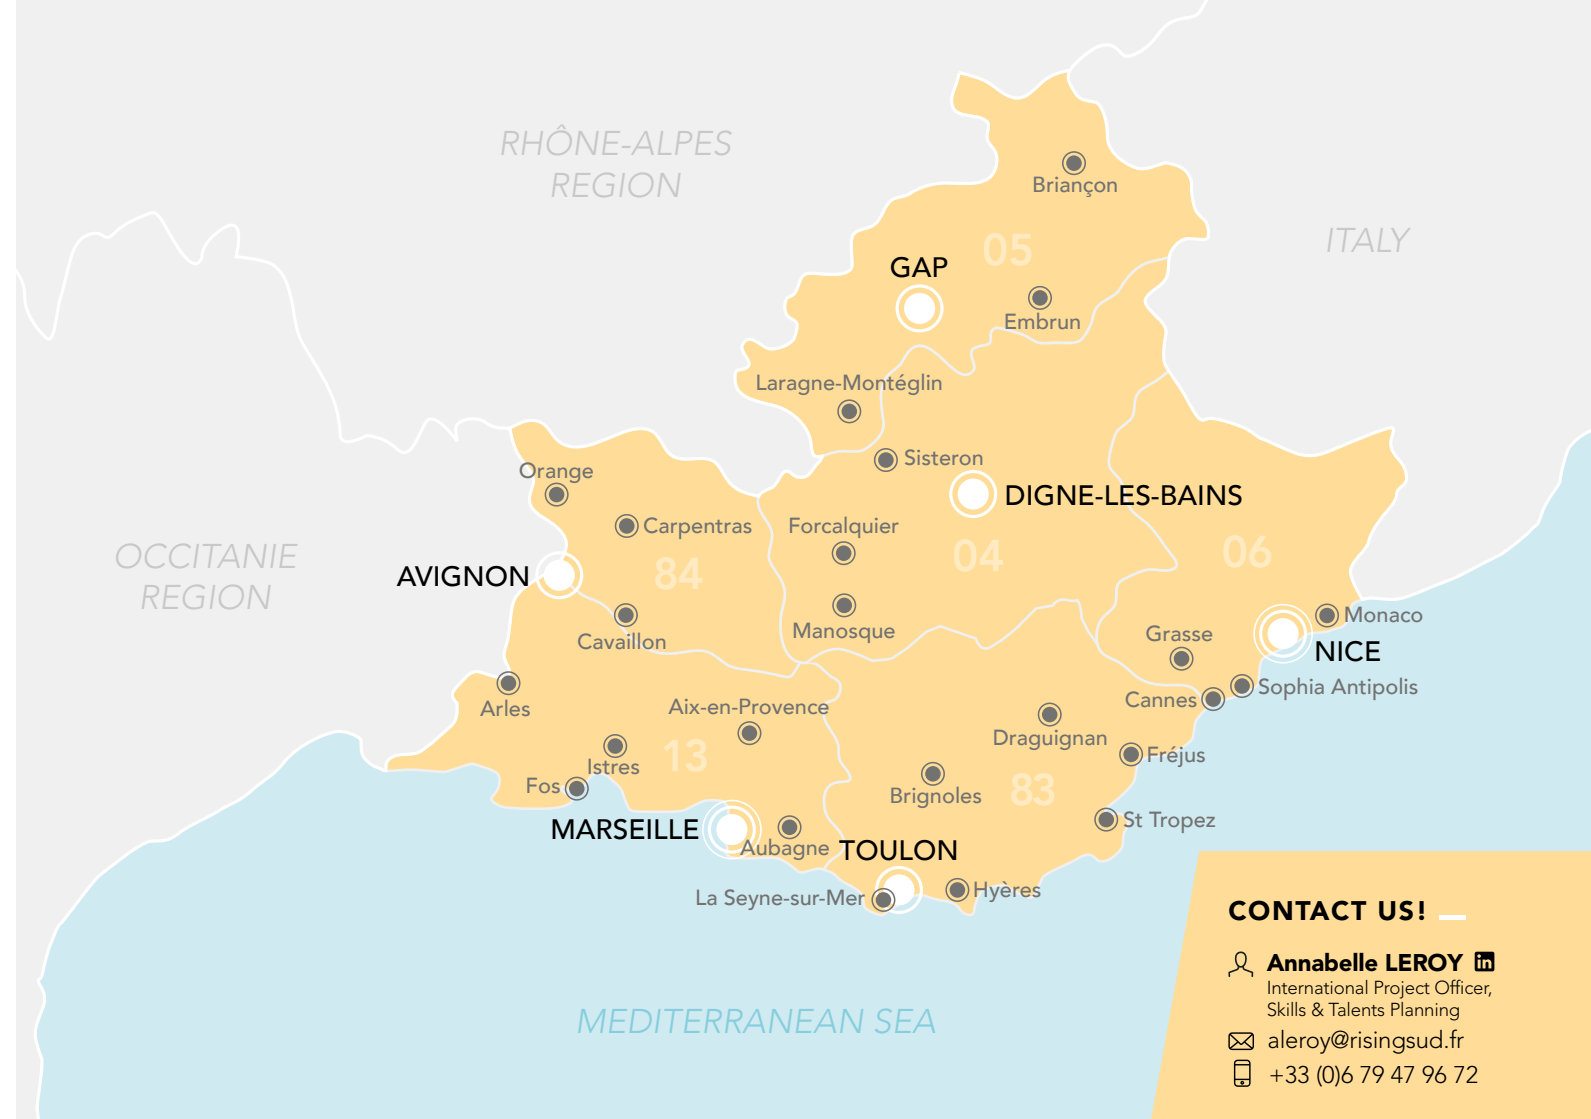 RHÔNE-ALPES
REGION
Briançon
ITALY
05
GAP
Embrun
Laragne-Montéglin
Sisteron
Orange
DIGNE-LES-BAINS
Carpentras
Forcalquier
OCCITANIE
REGION
AVIGNON
84
04
06
Cavaillon
Manosque
Monaco
Grasse
NICE
Sophia Antipolis
Cannes
Arles
Aix-en-Provence
Draguignan
Fréjus
13
Istres
Fos
Brignoles
83
St Tropez
MARSEILLE
Aubagne
TOULON
La Seyne-sur-Mer
Hyères
MEDITERRANEAN SEA
CONTACT US!
Annabelle LEROY in
International Project Officer,
Skills & Talents Planning
aleroy@risingsud.fr
+33 (0)6 79 47 96 72